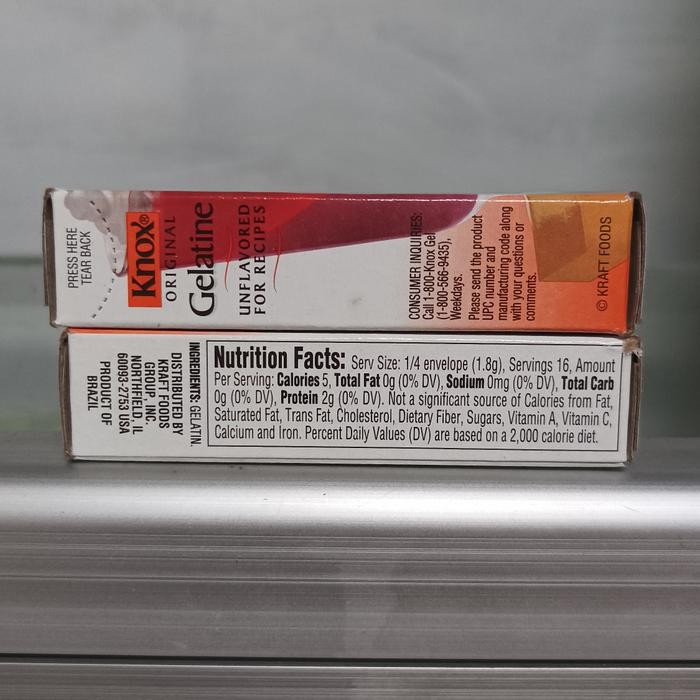 PRESS HERE
TEAR BACK
Knox®
ORIGINAL
Gelatine
UNFLAVORED
FOR RECIPES
CONSUMER INQUIRIES:
Call 1-800-Knox Gel
(1-800-566-9435),
Weekdays.
Please send the product
UPC number and
manufacturing code along
with your questions or
comments.
© KRAFT FOODS
INGREDIENTS: GELATIN.
DISTRIBUTED BY
KRAFT FOODS
GROUP, INC.
NORTHFIELD, IL
60093-2753 USA
PRODUCT OF
BRAZIL
Nutrition Facts: Serv Size: 1/4 envelope (1.8g), Servings 16, Amount
Per Serving: Calories 5, Total Fat 0g (0% DV), Sodium 0mg (0% DV), Total Carb
0g (0% DV), Protein 2g (0% DV). Not a significant source of Calories from Fat,
Saturated Fat, Trans Fat, Cholesterol, Dietary Fiber, Sugars, Vitamin A, Vitamin C,
Calcium and Iron. Percent Daily Values (DV) are based on a 2,000 calorie diet.